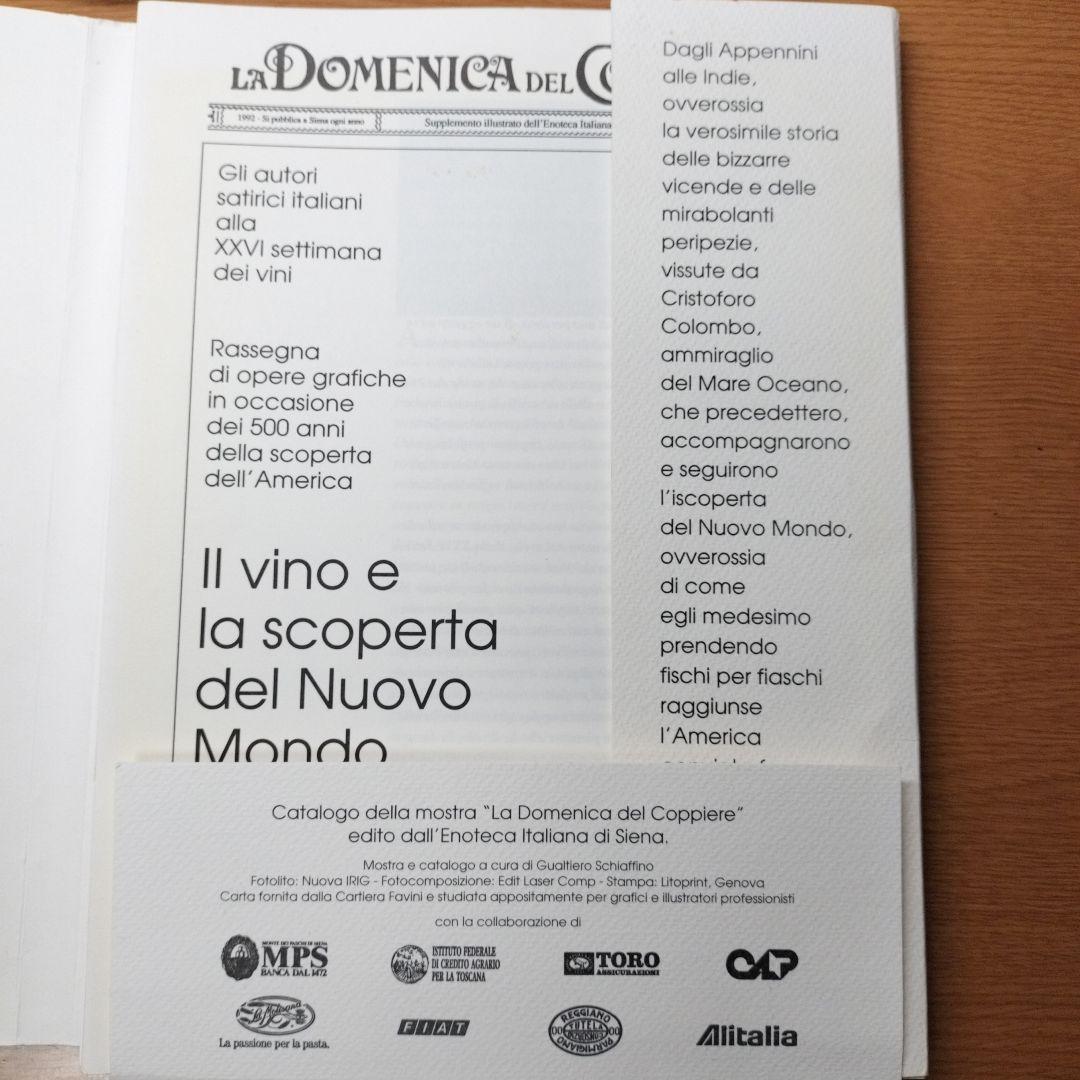 LA DOMENICA DEL
1992 - Si pubblica a Siena ogni anno
Supplemento illustrato dell'Enoteca Italiana
Gli autori
satirici italiani
alla
XXVI settimana
dei vini
Rassegna
di opere grafiche
in occasione
dei 500 anni
della scoperta
dell'America
Il vino e
la scoperta
del Nuovo
Mondo
Dagli Appennini
alle Indie,
ovverossia
la verosimile storia
delle bizzarre
vicende e delle
mirabolanti
peripezie,
vissute da
Cristoforo
Colombo,
ammiraglio
del Mare Oceano,
che precedettero,
accompagnarono
e seguirono
l'iscoperta
del Nuovo Mondo,
ovverossia
di come
egli medesimo
prendendo
fischi per fiaschi
raggiunse
l'America
Catalogo della mostra "La Domenica del Coppiere"
edito dall'Enoteca Italiana di Siena.
Mostra e catalogo a cura di Gualtiero Schiaffino
Fotolito: Nuova IRIG - Fotocomposizione: Edit Laser Comp - Stampa: Litoprint, Genova
Carta fornita dalla Cartiera Favini e studiata appositamente per grafici e illustratori professionisti
con la collaborazione di
MONTE DEI PASCHI DI SIENA
MPS
BANCA DAL 1472
ISTITUTO FEDERALE
DI CREDITO AGRARIO
PER LA TOSCANA
TORO
ASSICURAZIONI
OAP
La Molisana
La passione per la pasta.
FIAT
REGGIANO
TUTELA
PARMIGIANO
Alitalia